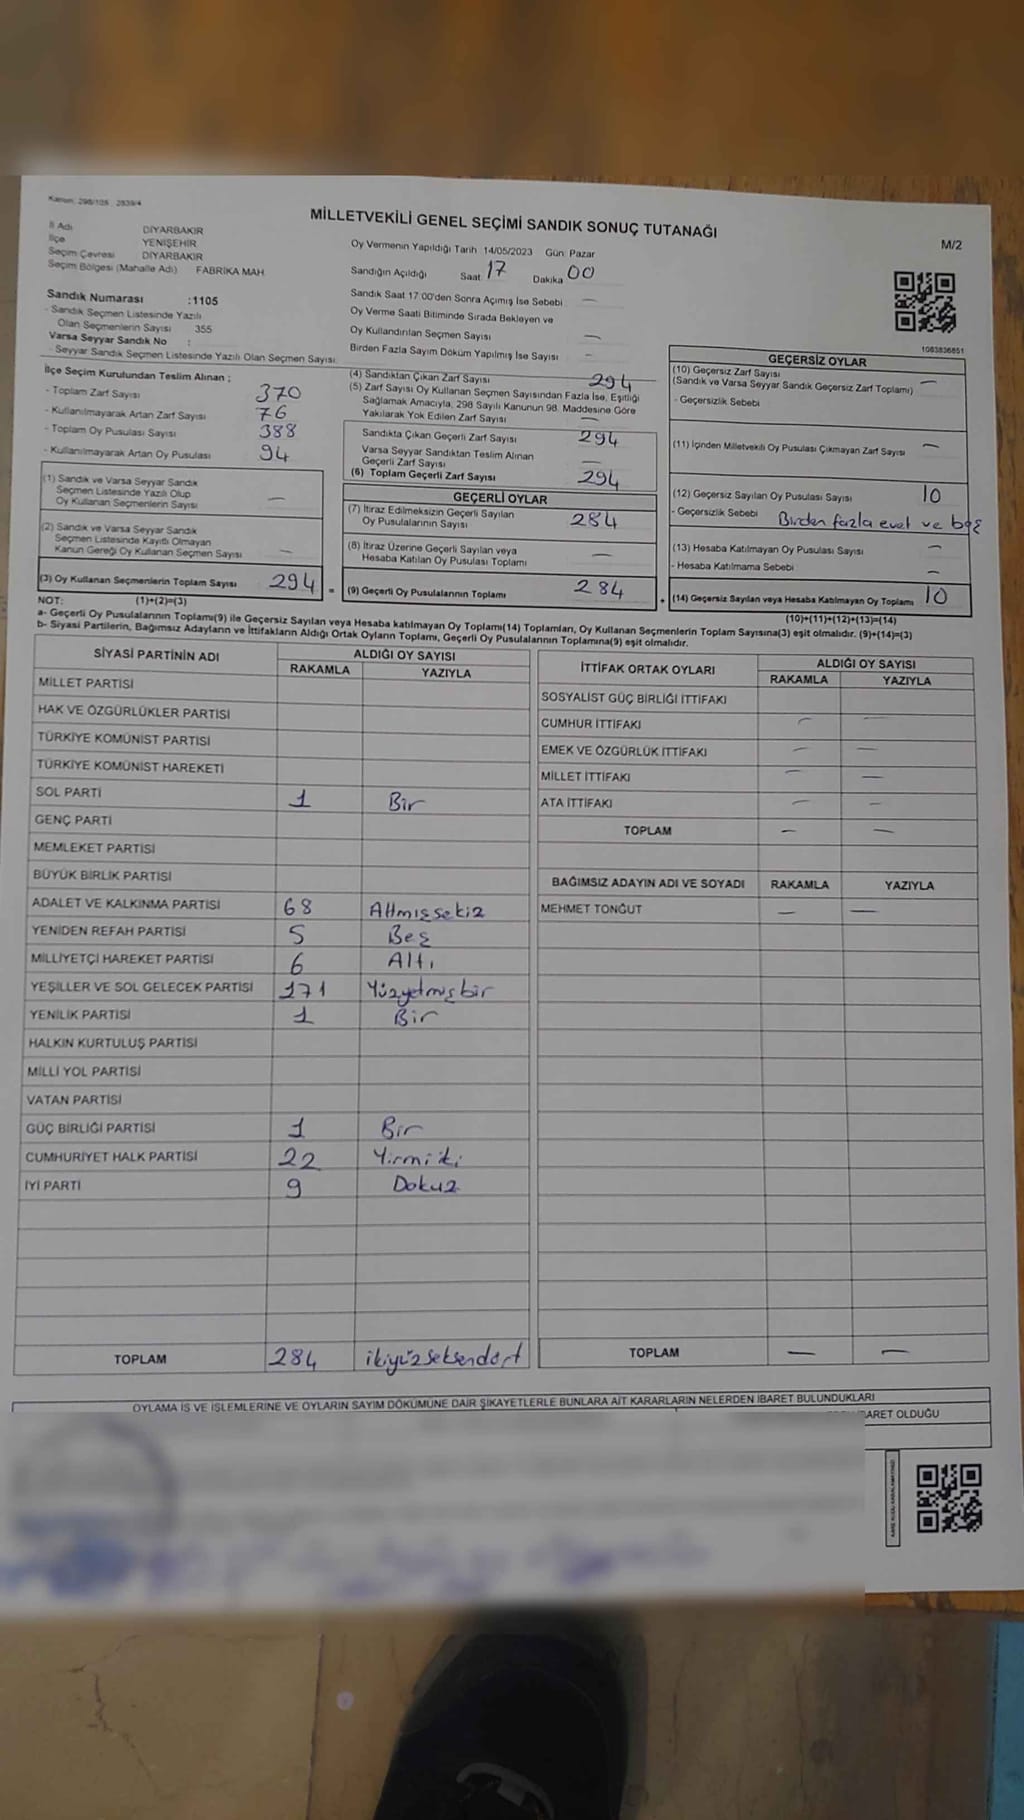 Kanun: 298/105 , 2839/4
MİLLETVEKİLİ GENEL SEÇİMİ SANDIK SONUÇ TUTANAĞI
M/2
İl Adı DİYARBAKIR
İlçe YENİŞEHİR
Seçim Çevresi DİYARBAKIR
Seçim Bölgesi (Mahalle Adı) FABRİKA MAH
Sandık Numarası :1105
- Sandık Seçmen Listesinde Yazılı
Olan Seçmenlerin Sayısı 355
Varsa Seyyar Sandık No :
- Seyyar Sandık Seçmen Listesinde Yazılı Olan Seçmen Sayısı:
Oy Vermenin Yapıldığı Tarih 14/05/2023 Gün: Pazar
Sandığın Açıldığı Saat 17 Dakika 00
Sandık Saat 17:00'den Sonra Açımış İse Sebebi —
Oy Verme Saati Bitiminde Sırada Bekleyen ve
Oy Kullandırılan Seçmen Sayısı —
Birden Fazla Sayım Döküm Yapılmış İse Sayısı -
1063836851
İlçe Seçim Kurulundan Teslim Alınan ;
- Toplam Zarf Sayısı 370
- Kullanılmayarak Artan Zarf Sayısı 76
- Toplam Oy Pusulası Sayısı 388
- Kullanılmayarak Artan Oy Pusulası 94
(1) Sandık ve Varsa Seyyar Sandık
Seçmen Listesinde Yazılı Olup
Oy Kullanan Seçmenlerin Sayısı —
(2) Sandık ve Varsa Seyyar Sandık
Seçmen Listesinde Kayıtlı Olmayan
Kanun Gereği Oy Kullanan Seçmen Sayısı —
(3) Oy Kullanan Seçmenlerin Toplam Sayısı 294 =
(4) Sandıktan Çıkan Zarf Sayısı 294
(5) Zarf Sayısı Oy Kullanan Seçmen Sayısından Fazla İse, Eşitliği
Sağlamak Amacıyla, 298 Sayılı Kanunun 98. Maddesine Göre
Yakılarak Yok Edilen Zarf Sayısı —
Sandıkta Çıkan Geçerli Zarf Sayısı 294
Varsa Seyyar Sandıktan Teslim Alınan
Geçerli Zarf Sayısı —
(6) Toplam Geçerli Zarf Sayısı 294
GEÇERLİ OYLAR
(7) İtiraz Edilmeksizin Geçerli Sayılan
Oy Pusulalarının Sayısı 284
(8) İtiraz Üzerine Geçerli Sayılan veya
Hesaba Katılan Oy Pusulası Toplamı —
(9) Geçerli Oy Pusulalarının Toplamı 284 +
GEÇERSİZ OYLAR
(10) Geçersiz Zarf Sayısı
(Sandık ve Varsa Seyyar Sandık Geçersiz Zarf Toplamı) —
- Geçersizlik Sebebi
(11) İçinden Milletvekili Oy Pusulası Çıkmayan Zarf Sayısı —
(12) Geçersiz Sayılan Oy Pusulası Sayısı 10
- Geçersizlik Sebebi Birden fazla evet ve boş
(13) Hesaba Katılmayan Oy Pusulası Sayısı —
- Hesaba Katılmama Sebebi —
(14) Geçersiz Sayılan veya Hesaba Katılmayan Oy Toplamı 10
NOT: (1)+(2)=(3) (10)+(11)+(12)+(13)=(14)
a- Geçerli Oy Pusulalarının Toplamı(9) ile Geçersiz Sayılan veya Hesaba katılmayan Oy Toplamı(14) Toplamları, Oy Kullanan Seçmenlerin Toplam Sayısına(3) eşit olmalıdır. (9)+(14)=(3)
b- Siyasi Partilerin, Bağımsız Adayların ve İttifakların Aldığı Ortak Oyların Toplamı, Geçerli Oy Pusulalarının Toplamına(9) eşit olmalıdır.
SİYASİ PARTİNİN ADI ALDIĞI OY SAYISI
RAKAMLA YAZIYLA
MİLLET PARTİSİ
HAK VE ÖZGÜRLÜKLER PARTİSİ
TÜRKİYE KOMÜNİST PARTİSİ
TÜRKİYE KOMÜNİST HAREKETİ
SOL PARTİ 1 Bir
GENÇ PARTİ
MEMLEKET PARTİSİ
BÜYÜK BİRLİK PARTİSİ
ADALET VE KALKINMA PARTİSİ 68 Altmışsekiz
YENİDEN REFAH PARTİSİ 5 Beş
MİLLİYETÇİ HAREKET PARTİSİ 6 Altı
YEŞİLLER VE SOL GELECEK PARTİSİ 171 Yüzyetmişbir
YENİLİK PARTİSİ 1 Bir
HALKIN KURTULUŞ PARTİSİ
MİLLİ YOL PARTİSİ
VATAN PARTİSİ
GÜÇ BİRLİĞİ PARTİSİ 1 Bir
CUMHURİYET HALK PARTİSİ 22 Yirmiiki
İYİ PARTİ 9 Dokuz
TOPLAM 284 ikiyüzseksendört
İTTİFAK ORTAK OYLARI ALDIĞI OY SAYISI
RAKAMLA YAZIYLA
SOSYALİST GÜÇ BİRLİĞİ İTTİFAKI
CUMHUR İTTİFAKI — —
EMEK VE ÖZGÜRLÜK İTTİFAKI — —
MİLLET İTTİFAKI — —
ATA İTTİFAKI — —
TOPLAM — —
BAĞIMSIZ ADAYIN ADI VE SOYADI RAKAMLA YAZIYLA
MEHMET TONĞUT — —
TOPLAM — —
OYLAMA İŞ VE İŞLEMLERİNE VE OYLARIN SAYIM DÖKÜMÜNE DAİR ŞİKAYETLERLE BUNLARA AİT KARARLARIN NELERDEN İBARET BULUNDUKLARI
BARET OLDUĞU